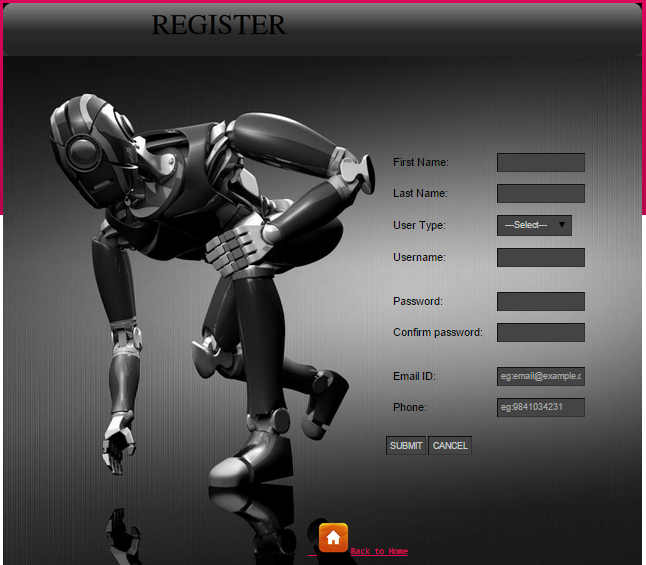 REGISTER
First Name:
Last Name:
User Type: ---Select--- ▼
Username:
Password:
Confirm password:
Email ID: eg:email@example.c
Phone: eg:9841034231
SUBMIT CANCEL
Back to Home